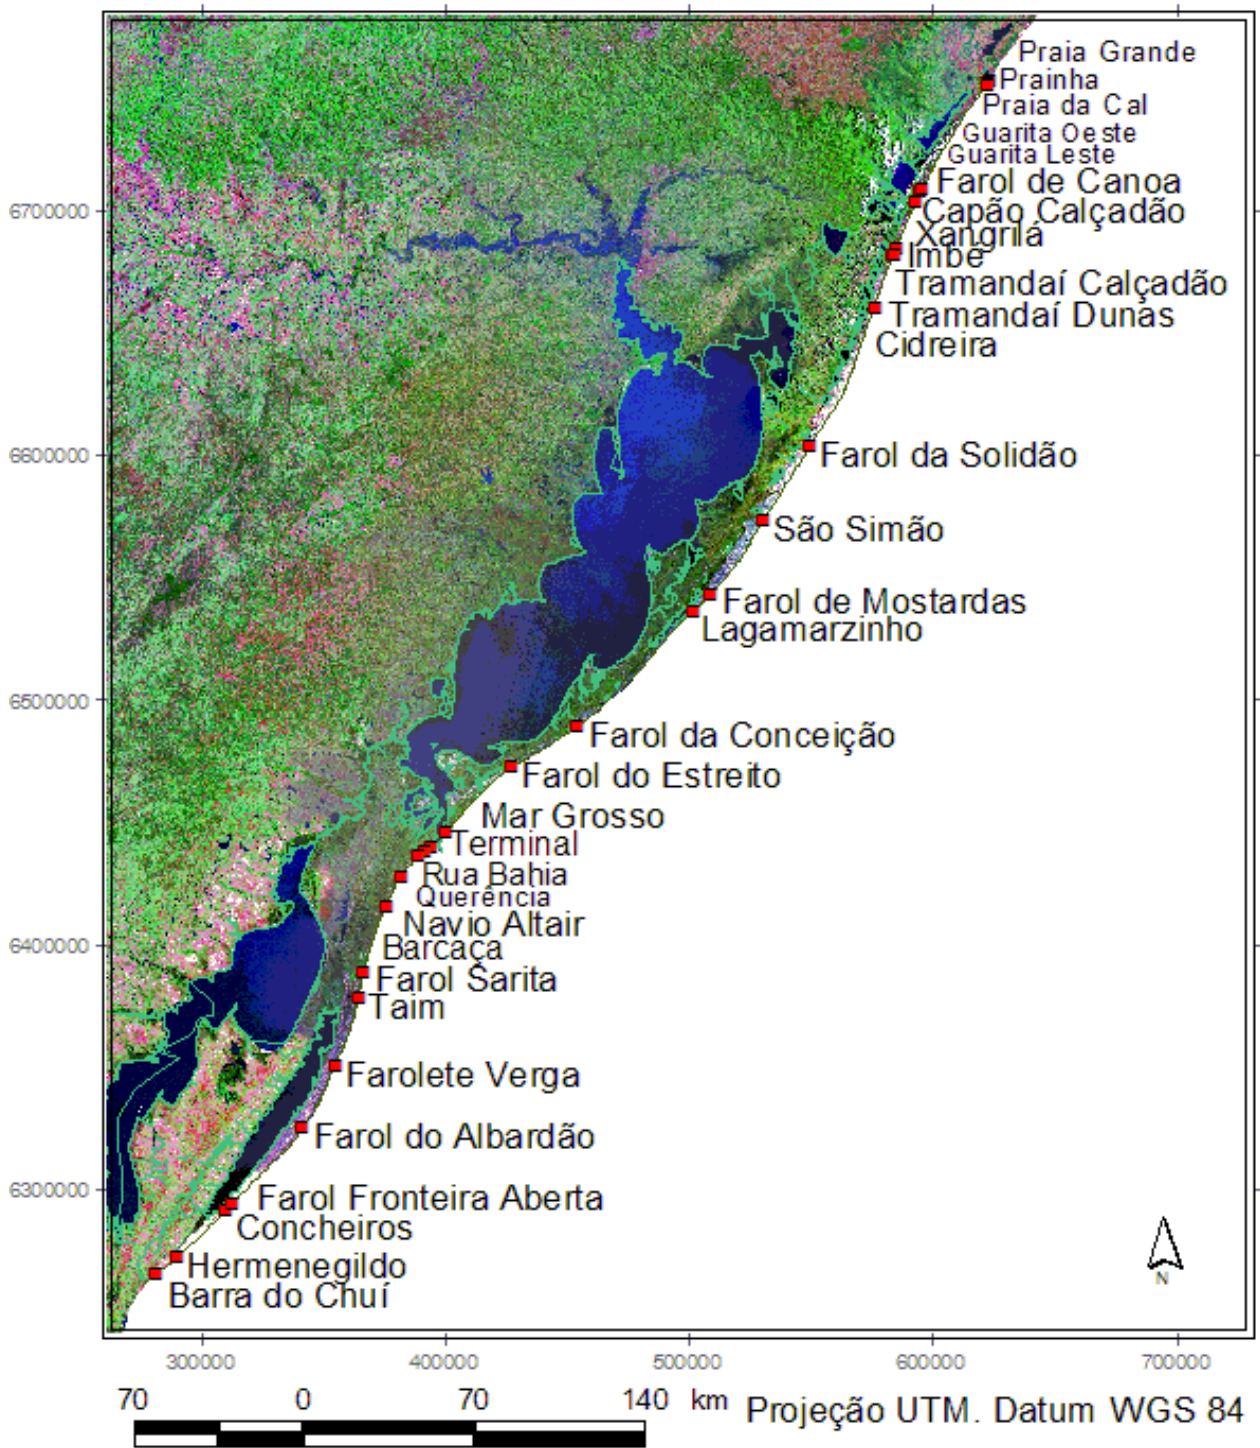 Praia Grande
Prainha
Praia da Cal
Guarita Oeste
Guarita Leste
Farol de Canoa
6700000
Capão Calçadão
Xangrilá
Imbé
Tramandaí Calçadão
Tramandaí Dunas
Cidreira
6600000
Farol da Solidão
São Simão
Farol de Mostardas
Lagamarzinho
6500000
Farol da Conceição
Farol do Estreito
Mar Grosso
Terminal
Rua Bahia
Querência
Navio Altair
6400000
Barcaça
Farol Sarita
Taim
Farolete Verga
Farol do Albardão
6300000
Farol Fronteira Aberta
Concheiros
Hermenegildo
Barra do Chuí
N
300000 400000 500000 600000 700000
70 0 70 140 km
Projeção UTM. Datum WGS 84